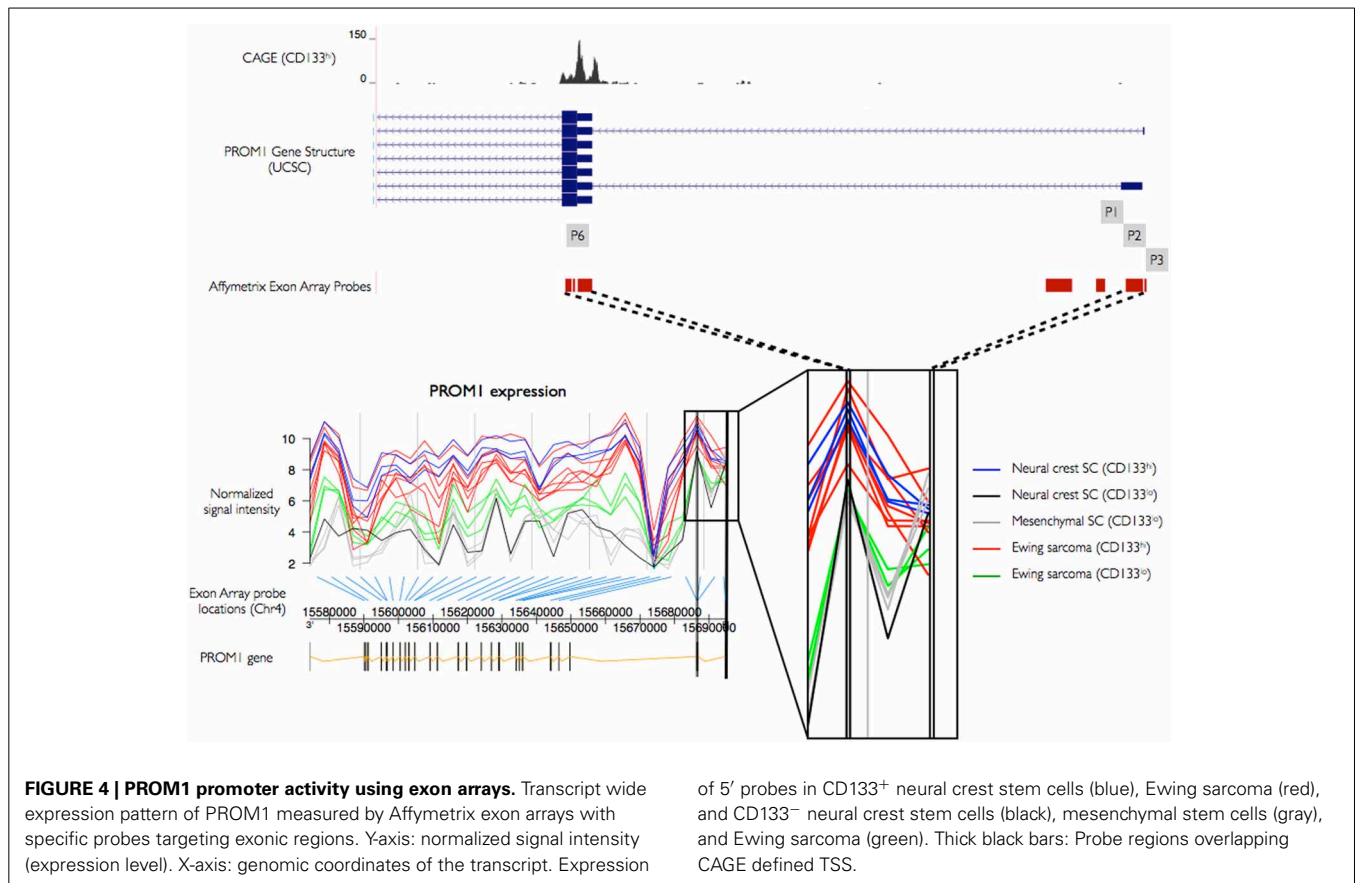 150
CAGE (CD133ʰⁱ)
0
PROM1 Gene Structure
(UCSC)
P1
P6
P2
P3
Affymetrix Exon Array Probes
PROM1 expression
10
8
6
4
2
Normalized
signal intensity
Neural crest SC (CD133ʰⁱ)
Neural crest SC (CD133ˡᵒ)
Mesenchymal SC (CD133ˡᵒ)
Ewing sarcoma (CD133ʰⁱ)
Ewing sarcoma (CD133ˡᵒ)
Exon Array probe
locations (Chr4)
15580000 15600000 15620000 15640000 15660000 15680000
3' 15590000 15610000 15630000 15650000 15670000 15690000
PROM1 gene
FIGURE 4 | PROM1 promoter activity using exon arrays. Transcript wide
expression pattern of PROM1 measured by Affymetrix exon arrays with
specific probes targeting exonic regions. Y-axis: normalized signal intensity
(expression level). X-axis: genomic coordinates of the transcript. Expression
of 5′ probes in CD133⁺ neural crest stem cells (blue), Ewing sarcoma (red),
and CD133⁻ neural crest stem cells (black), mesenchymal stem cells (gray),
and Ewing sarcoma (green). Thick black bars: Probe regions overlapping
CAGE defined TSS.